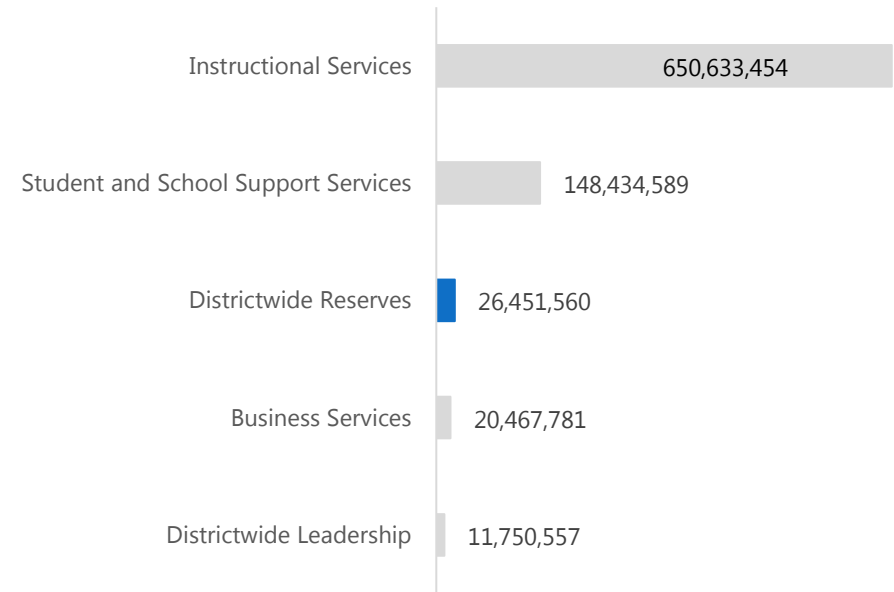 Instructional Services 650,633,454
Student and School Support Services 148,434,589
Districtwide Reserves 26,451,560
Business Services 20,467,781
Districtwide Leadership 11,750,557